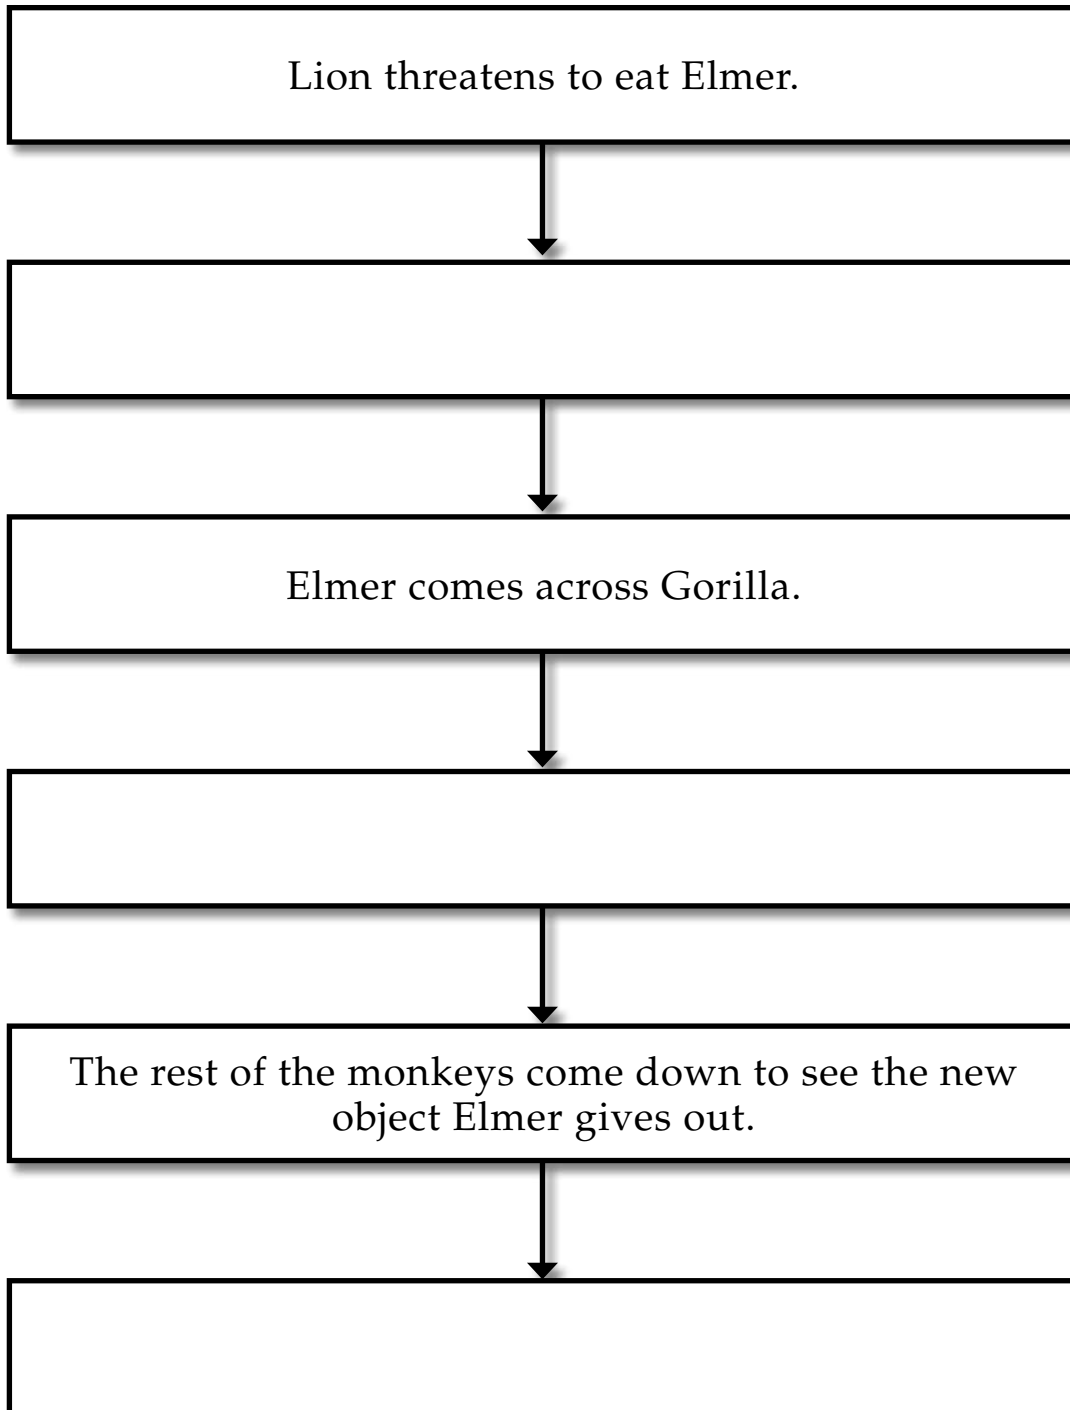 Lion threatens to eat Elmer.
Elmer comes across Gorilla.
The rest of the monkeys come down to see the new
object Elmer gives out.